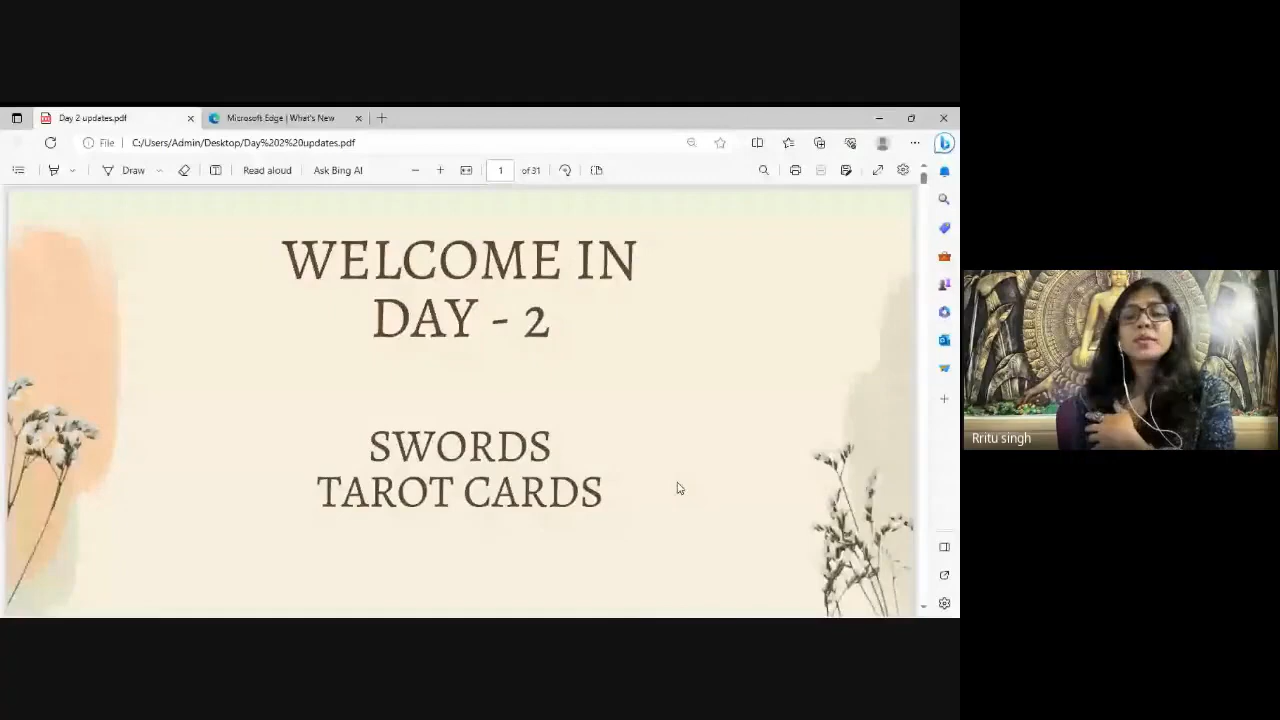 Day 2 updates.pdf
Microsoft Edge | What's New
File
C:/Users/Admin/Desktop/Day%202%20updates.pdf
Draw
Read aloud
Ask Bing AI
1
of 31
WELCOME IN
DAY - 2
SWORDS
TAROT CARDS
Rritu singh